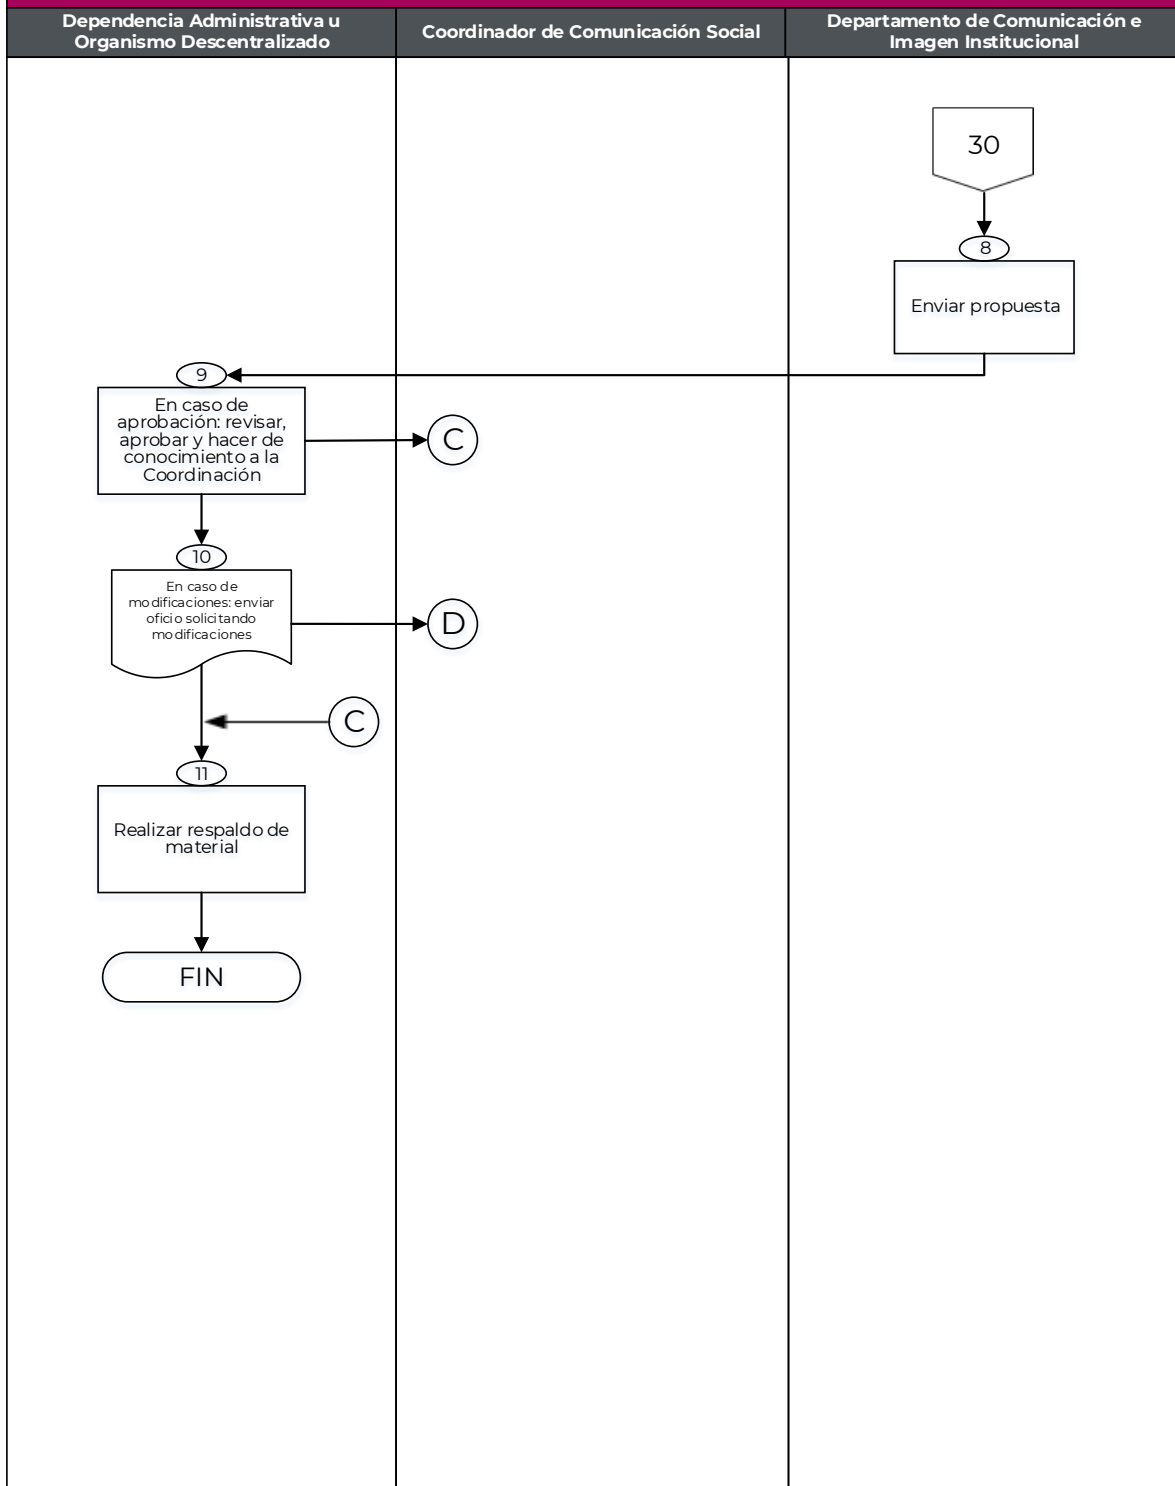 Dependencia Administrativa u
Organismo Descentralizado
Coordinador de Comunicación Social
Departamento de Comunicación e
Imagen Institucional
30
8
Enviar propuesta
9
En caso de
aprobación: revisar,
aprobar y hacer de
conocimiento a la
Coordinación
C
10
En caso de
modificaciones: enviar
oficio solicitando
modificaciones
D
C
11
Realizar respaldo de
material
FIN